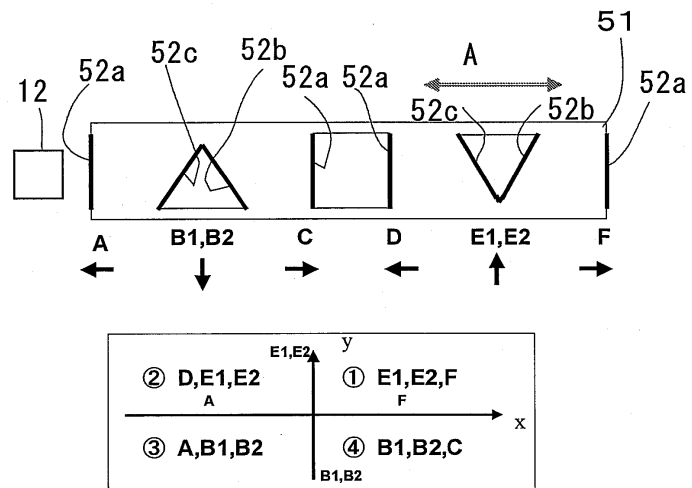 51
A
52c
52b
52a
52a
52a
52a
12
52c
52b
A
B1,B2
C
D
E1,E2
F
E1,E2
y
② D,E1,E2
① E1,E2,F
A
F
x
③ A,B1,B2
④ B1,B2,C
B1,B2